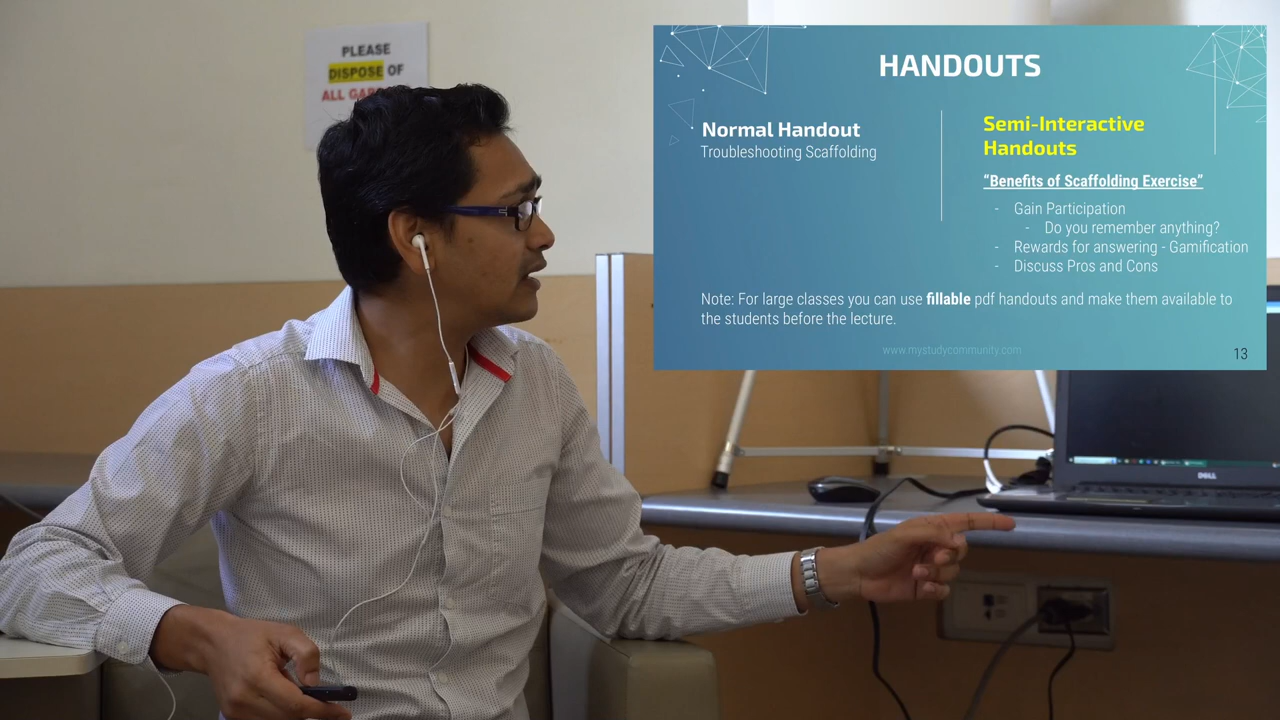 PLEASE
DISPOSE OF
ALL
HANDOUTS
Normal Handout
Troubleshooting Scaffolding
Semi-Interactive
Handouts
“Benefits of Scaffolding Exercise”
- Gain Participation
- Do you remember anything?
- Rewards for answering - Gamification
- Discuss Pros and Cons
Note: For large classes you can use fillable pdf handouts and make them available to
the students before the lecture.
www.mystudycommunity.com
13
DELL